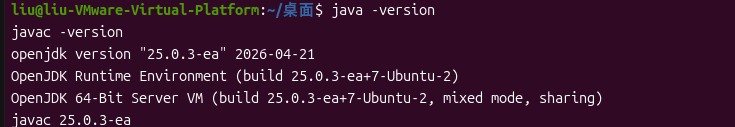 liu@liu-VMware-Virtual-Platform:~/桌面$ java -version
javac -version
openjdk version "25.0.3-ea" 2026-04-21
OpenJDK Runtime Environment (build 25.0.3-ea+7-Ubuntu-2)
OpenJDK 64-Bit Server VM (build 25.0.3-ea+7-Ubuntu-2, mixed mode, sharing)
javac 25.0.3-ea